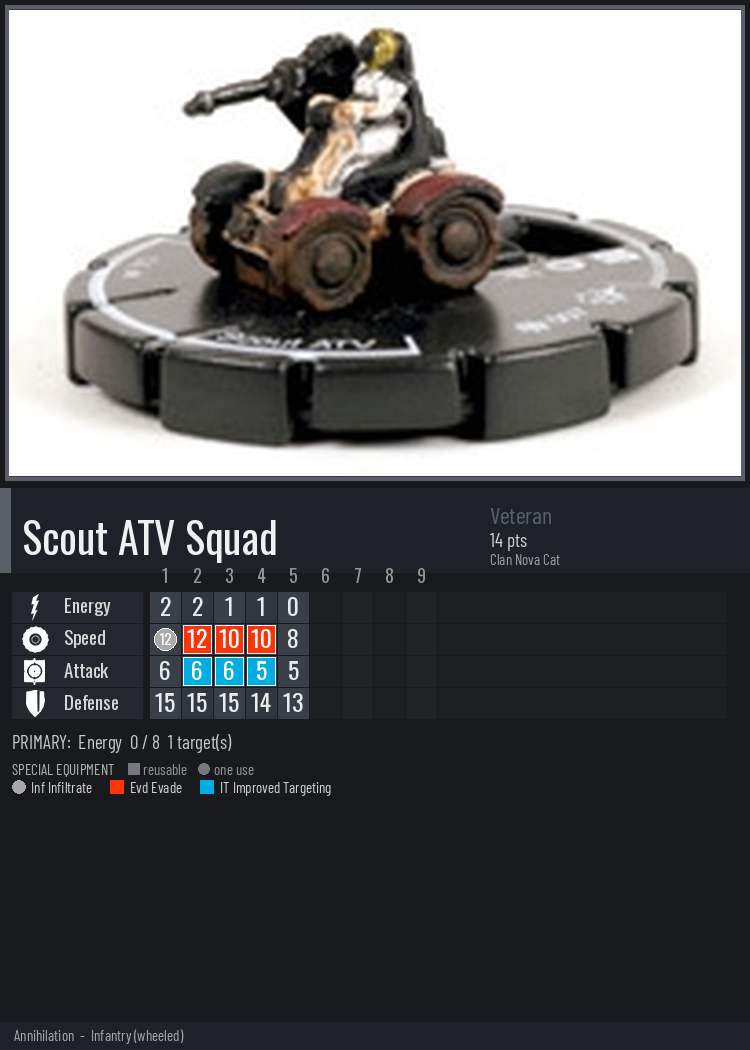 Scout ATV
Scout ATV Squad
Veteran
14 pts
Clan Nova Cat
1 2 3 4 5 6 7 8 9
Energy 2 2 1 1 0
Speed 12 12 10 10 8
Attack 6 6 6 5 5
Defense 15 15 15 14 13
PRIMARY: Energy 0 / 8 1 target(s)
SPECIAL EQUIPMENT reusable one use
Inf Infiltrate Evd Evade IT Improved Targeting
Annihilation - Infantry (wheeled)